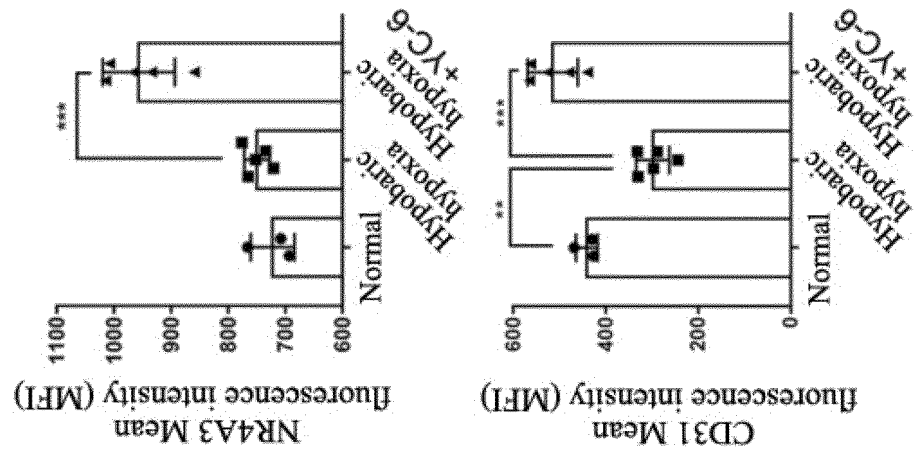 NR4A3 Mean
fluorescence intensity (MFI)
1100
1000
900
800
700
600
***
Normal
Hypobaric
hypoxia
Hypobaric
hypoxia
+YC-6
CD31 Mean
fluorescence intensity (MFI)
600
400
200
0
**
***
Normal
Hypobaric
hypoxia
Hypobaric
hypoxia
+YC-6